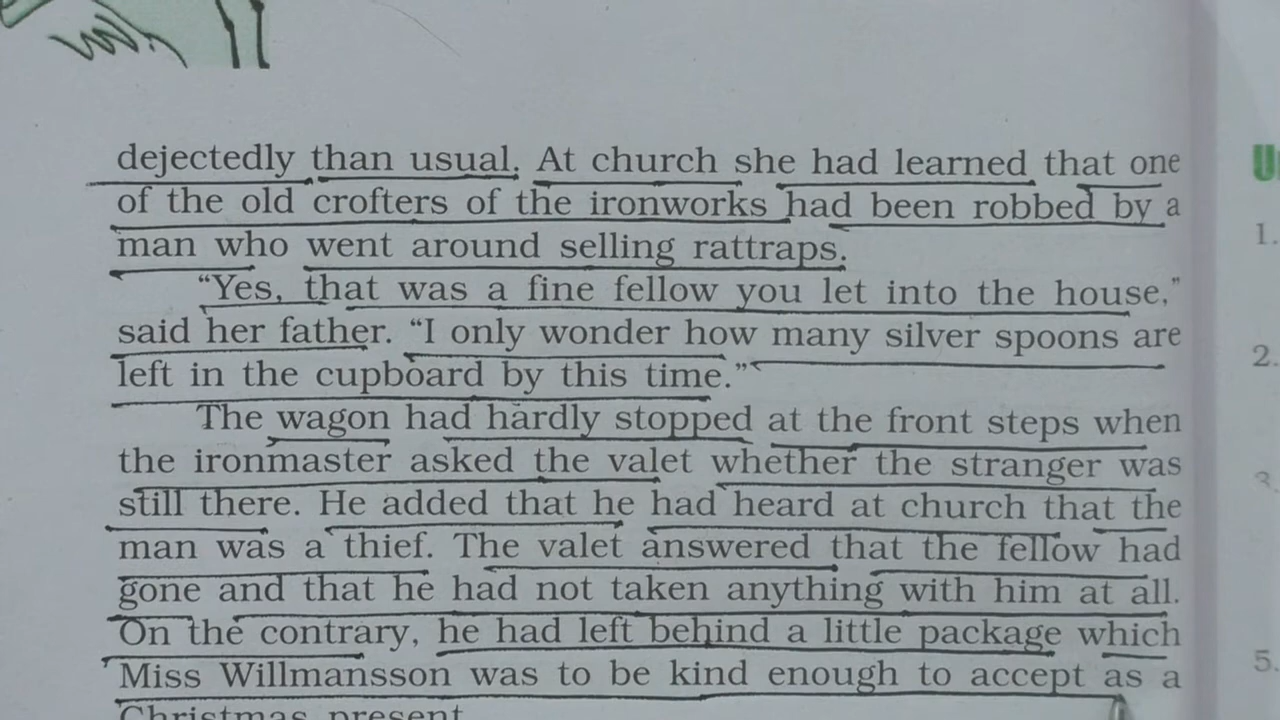 dejectedly than usual. At church she had learned that one
of the old crofters of the ironworks had been robbed by a
man who went around selling rattraps.
“Yes, that was a fine fellow you let into the house,”
said her father. “I only wonder how many silver spoons are
left in the cupboard by this time.”
The wagon had hardly stopped at the front steps when
the ironmaster asked the valet whether the stranger was
still there. He added that he had heard at church that the
man was a thief. The valet answered that the fellow had
gone and that he had not taken anything with him at all.
On the contrary, he had left behind a little package which
Miss Willmansson was to be kind enough to accept as a
Christmas present.
U
1.
2.
3.
5.